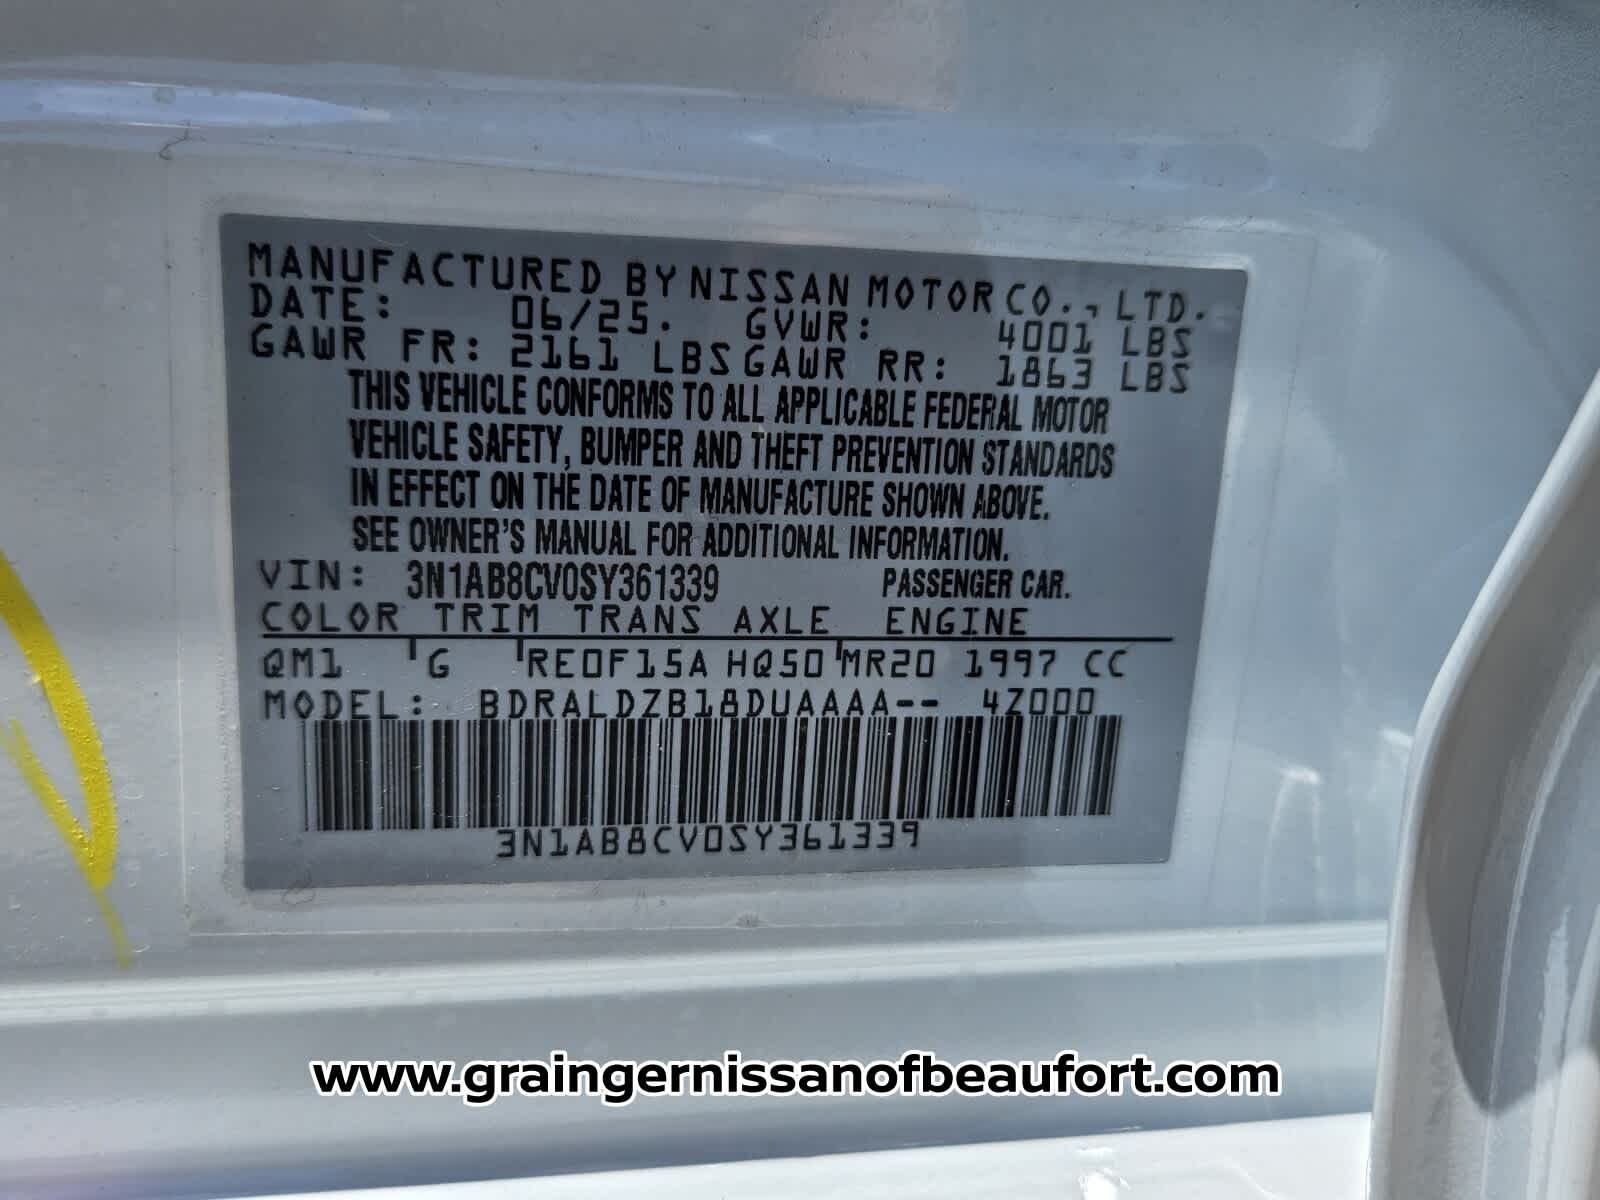 MANUFACTURED BY NISSAN MOTOR CO., LTD.
DATE: 06/25. GVWR: 4001 LBS
GAWR FR: 2161 LBS GAWR RR: 1863 LBS
THIS VEHICLE CONFORMS TO ALL APPLICABLE FEDERAL MOTOR
VEHICLE SAFETY, BUMPER AND THEFT PREVENTION STANDARDS
IN EFFECT ON THE DATE OF MANUFACTURE SHOWN ABOVE.
SEE OWNER'S MANUAL FOR ADDITIONAL INFORMATION.
VIN: 3N1AB8CV0SY361339 PASSENGER CAR.
COLOR TRIM TRANS AXLE ENGINE
QM1 G RE0F15A HQ50 MR20 1997 CC
MODEL: BDRALDZB18DUAAAA-- 4Z000
3N1AB8CV0SY361339
www.graingernissanofbeaufort.com